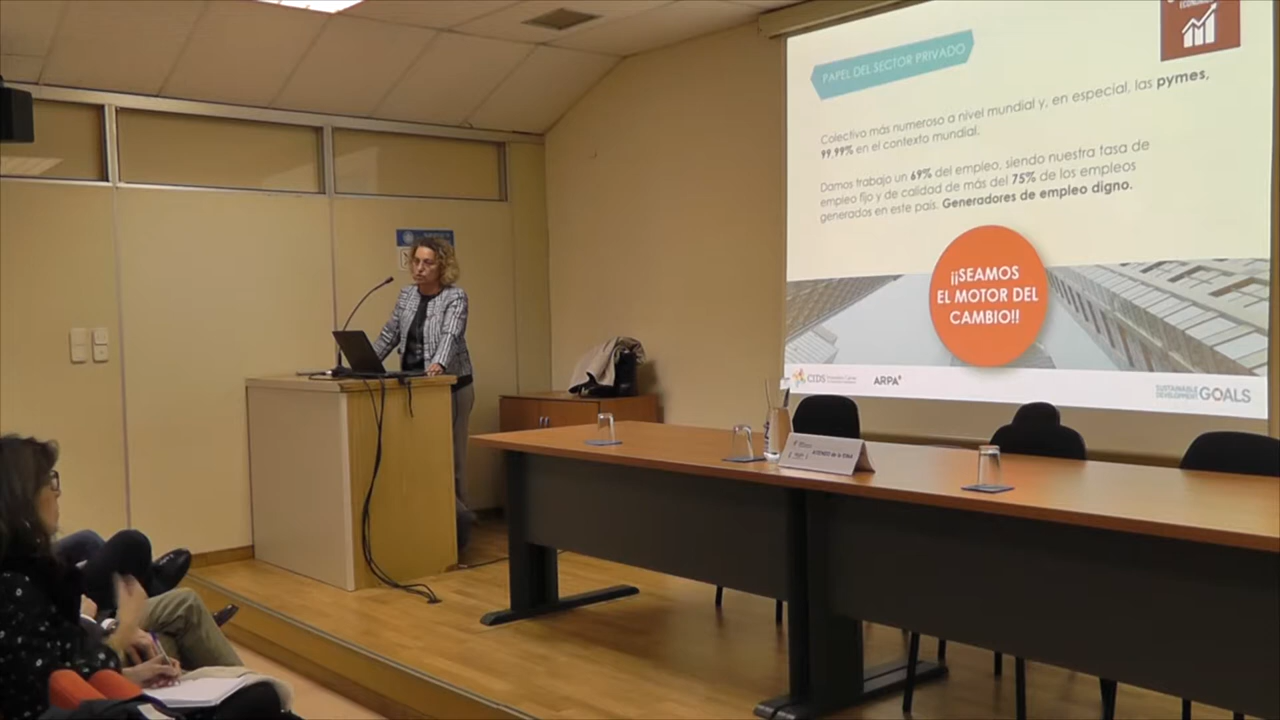 PAPEL DEL SECTOR PRIVADO
Colectivo más numeroso a nivel mundial y, en especial, las pymes,
99,99% en el contexto mundial.
Damos trabajo un 69% del empleo, siendo nuestra tasa de
empleo fijo y de calidad de más del 75% de los empleos
generados en este país. Generadores de empleo digno.
¡¡SEAMOS
EL MOTOR DEL
CAMBIO!!
CIDS
ARPA
SUSTAINABLE
DEVELOPMENT
GOALS